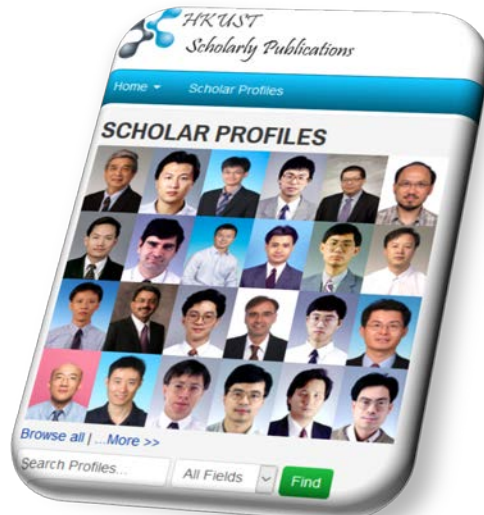 HKUST
Scholarly Publications
Home Scholar Profiles
SCHOLAR PROFILES
Browse all | ...More >>
Search Profiles... All Fields Find